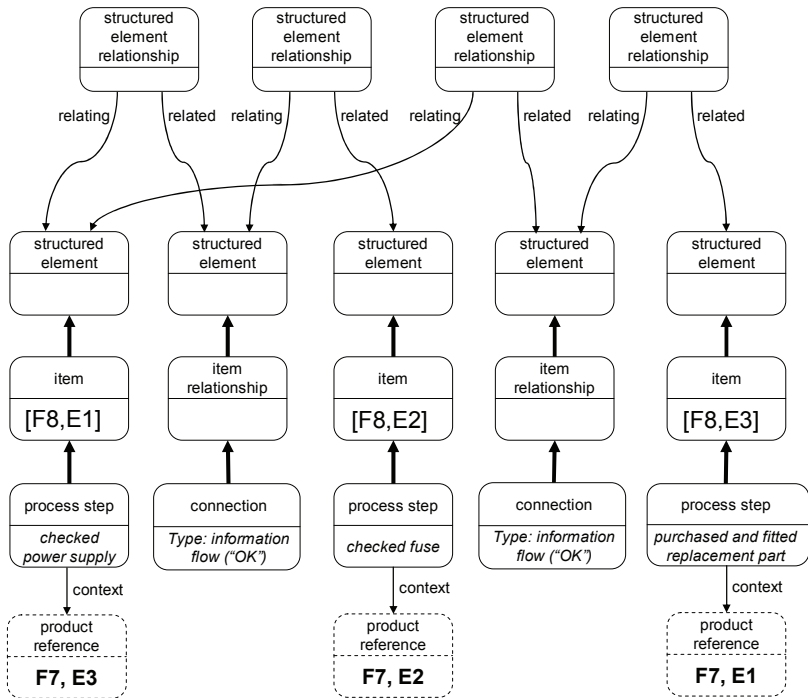 structured
element
relationship
structured
element
relationship
structured
element
relationship
structured
element
relationship
relating
related
relating
related
relating
related
relating
related
structured
element
structured
element
structured
element
structured
element
structured
element
item
[F8,E1]
item
relationship
item
[F8,E2]
item
relationship
item
[F8,E3]
process step
checked
power supply
connection
Type: information
flow (“OK”)
process step
checked fuse
connection
Type: information
flow (“OK”)
process step
purchased and fitted
replacement part
context
context
context
product
reference
F7, E3
product
reference
F7, E2
product
reference
F7, E1